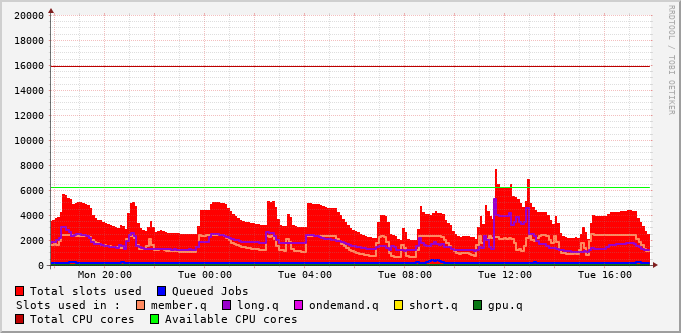 RRDTOOL / TOBI OETIKER
20000
18000
16000
14000
12000
10000
8000
6000
4000
2000
0
Mon 20:00 Tue 00:00 Tue 04:00 Tue 08:00 Tue 12:00 Tue 16:00
Total slots used Queued Jobs
Slots used in : member.q long.q ondemand.q short.q gpu.q
Total CPU cores Available CPU cores